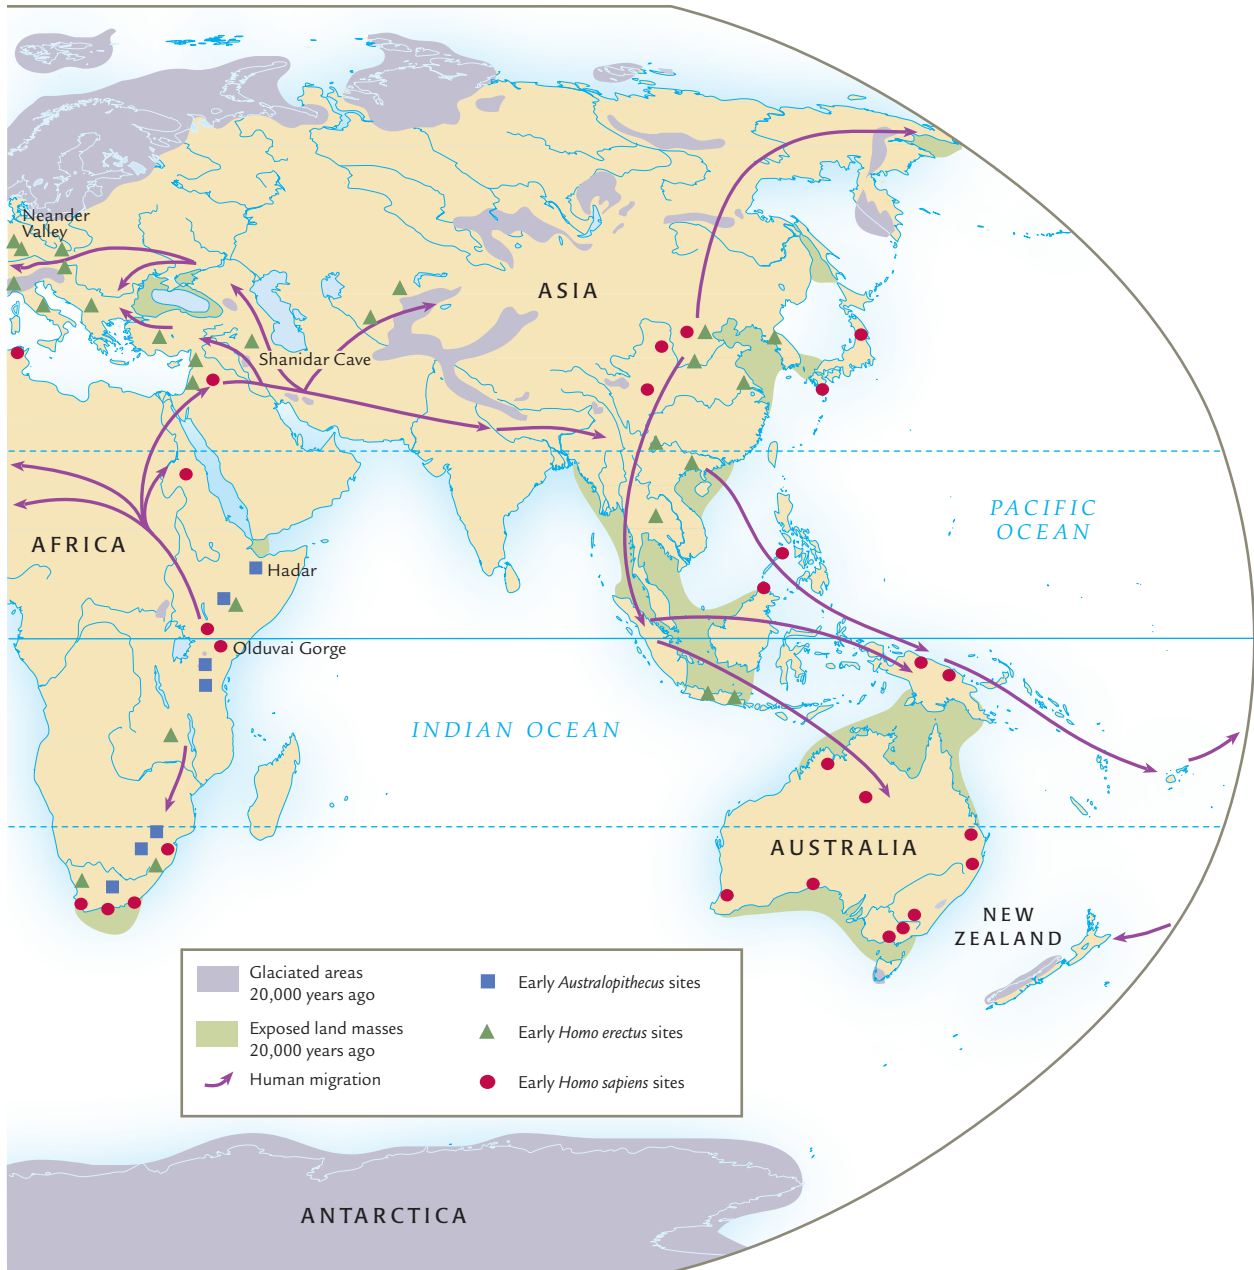 Neander
Valley
ASIA
Shanidar Cave
PACIFIC
OCEAN
AFRICA
Hadar
Olduvai Gorge
INDIAN OCEAN
AUSTRALIA
NEW
ZEALAND
Glaciated areas
20,000 years ago
Exposed land masses
20,000 years ago
Human migration
Early Australopithecus sites
Early Homo erectus sites
Early Homo sapiens sites
ANTARCTICA